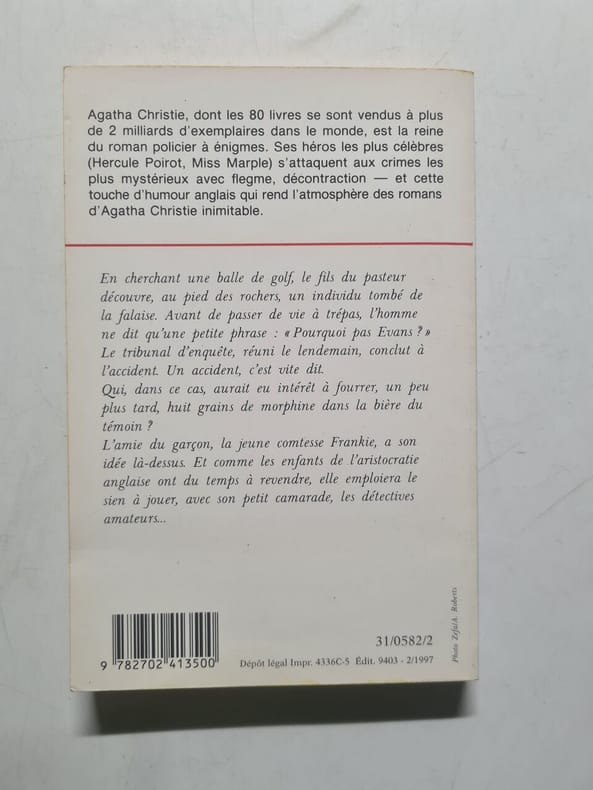 Agatha Christie, dont les 80 livres se sont vendus à plus
de 2 milliards d'exemplaires dans le monde, est la reine
du roman policier à énigmes. Ses héros les plus célèbres
(Hercule Poirot, Miss Marple) s'attaquent aux crimes les
plus mystérieux avec flegme, décontraction — et cette
touche d'humour anglais qui rend l'atmosphère des romans
d'Agatha Christie inimitable.
En cherchant une balle de golf, le fils du pasteur
découvre, au pied des rochers, un individu tombé de
la falaise. Avant de passer de vie à trépas, l'homme
ne dit qu'une petite phrase : « Pourquoi pas Evans ? »
Le tribunal d'enquête, réuni le lendemain, conclut à
l'accident. Un accident, c'est vite dit.
Qui, dans ce cas, aurait eu intérêt à fourrer, un peu
plus tard, huit grains de morphine dans la bière du
témoin ?
L'amie du garçon, la jeune comtesse Frankie, a son
idée là-dessus. Et comme les enfants de l'aristocratie
anglaise ont du temps à revendre, elle emploiera le
sien à jouer, avec son petit camarade, les détectives
amateurs...
31/0582/2
9 782702 413500
Dépôt légal Impr. 4336C-5 Édit. 9403 - 2/1997
Photo Zefa/A. Roberts